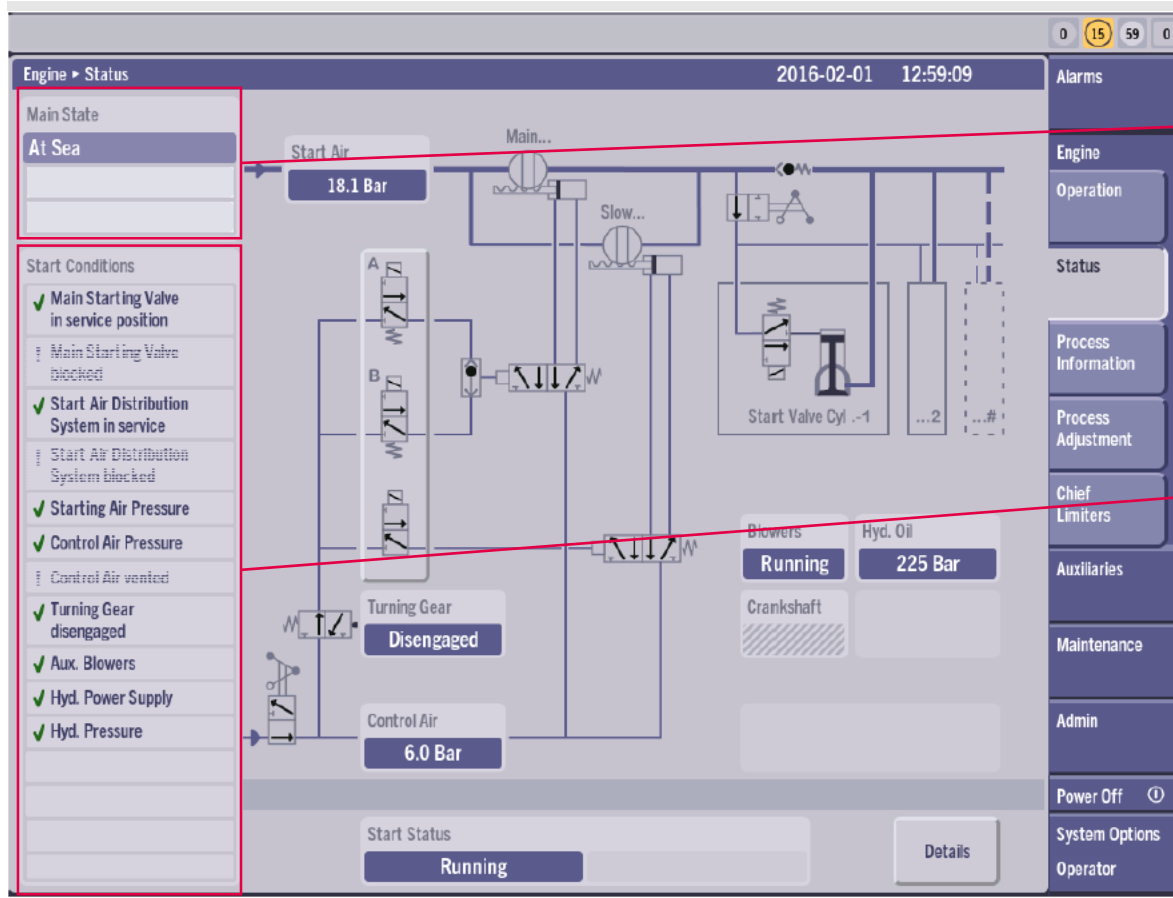 0 15 59 0
Engine ▸ Status
2016-02-01 12:59:09
Main State
At Sea
Start Conditions
Main Starting Valve
in service position
Main Starting Valve
blocked
Start Air Distribution
System in service
Start Air Distribution
System blocked
Starting Air Pressure
Control Air Pressure
Control Air vented
Turning Gear
disengaged
Aux. Blowers
Hyd. Power Supply
Hyd. Pressure
Start Air
18.1 Bar
Main...
Slow...
A
B
Start Valve Cyl .-1
...2
...#
Turning Gear
Disengaged
Control Air
6.0 Bar
Blowers
Running
Hyd. Oil
225 Bar
Crankshaft
Start Status
Running
Details
Alarms
Engine
Operation
Status
Process
Information
Process
Adjustment
Chief
Limiters
Auxiliaries
Maintenance
Admin
Power Off
System Options
Operator